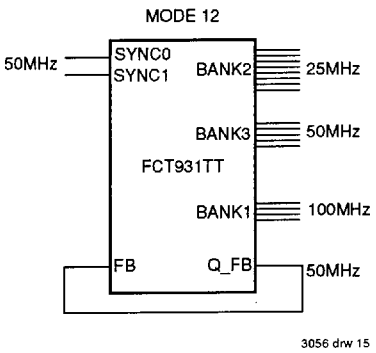 MODE 12
50MHz
SYNC0
SYNC1
BANK2
25MHz
BANK3
50MHz
FCT931TT
BANK1
100MHz
FB
Q_FB
50MHz
3056 drw 15